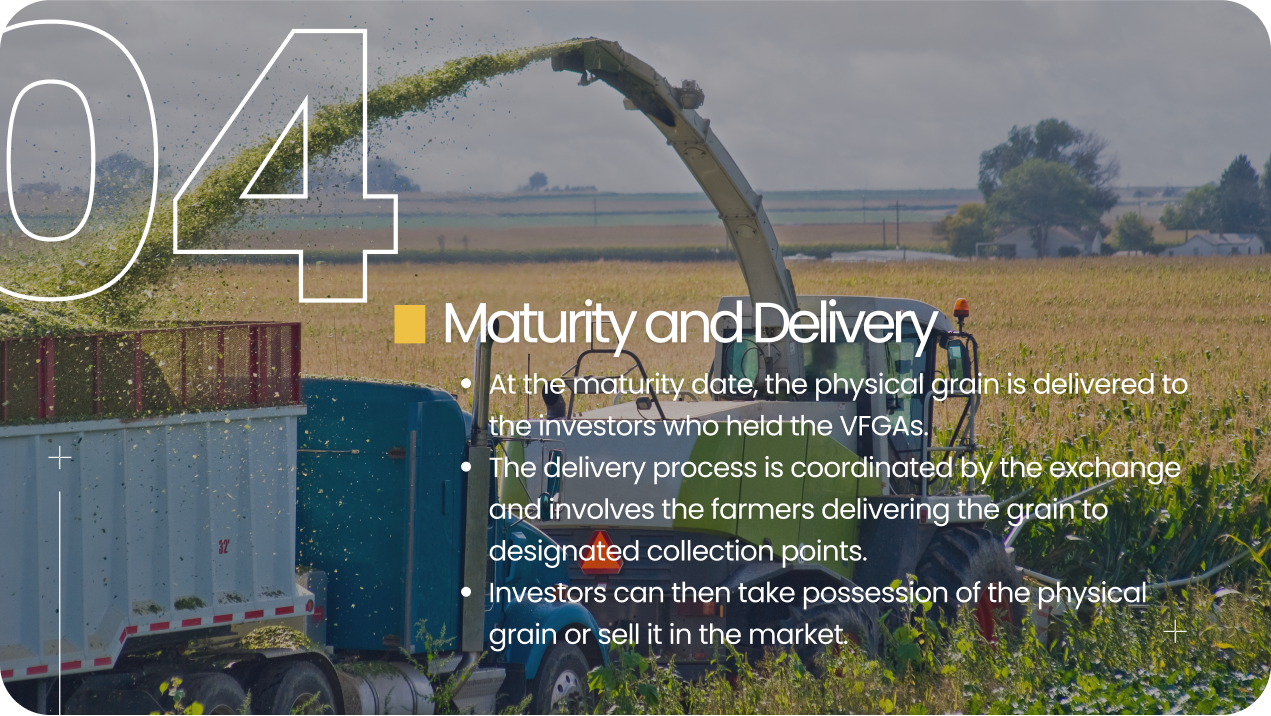 04
Maturity and Delivery
• At the maturity date, the physical grain is delivered to
the investors who held the VFGAs.
• The delivery process is coordinated by the exchange
and involves the farmers delivering the grain to
designated collection points.
• Investors can then take possession of the physical
grain or sell it in the market.
32'